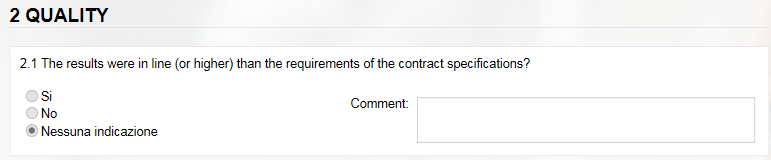 2 QUALITY
2.1 The results were in line (or higher) than the requirements of the contract specifications?
Si
Comment:
No
Nessuna indicazione